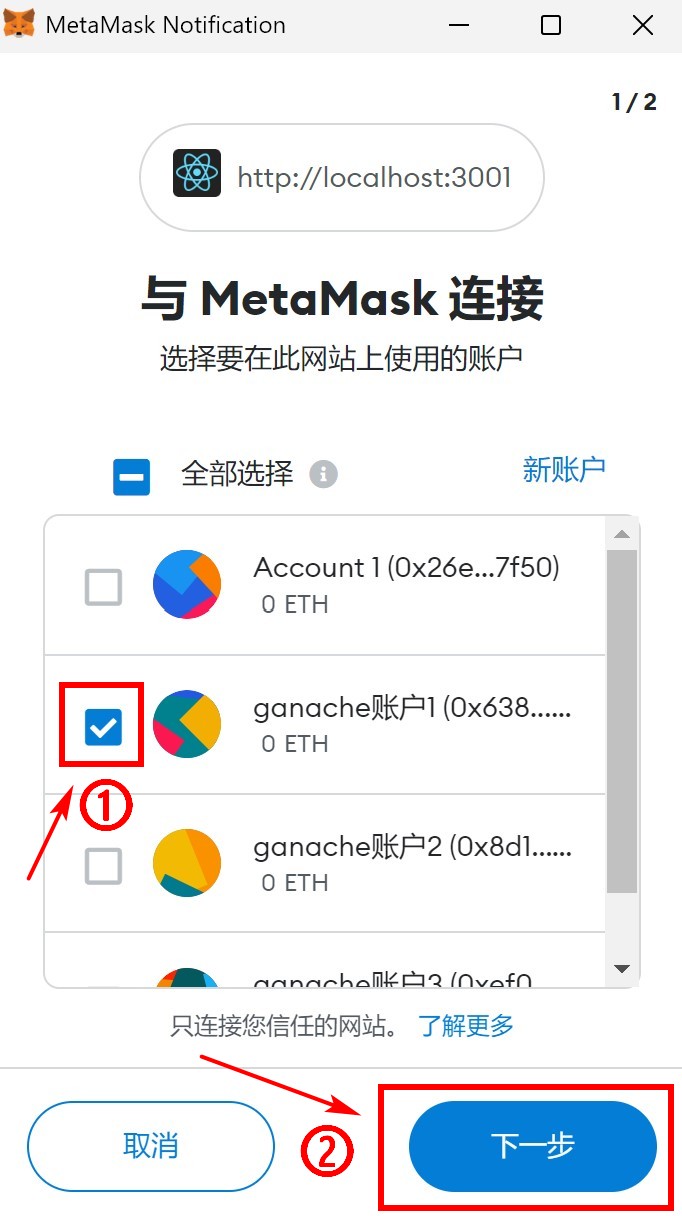 MetaMask Notification
1 / 2
http://localhost:3001
与 MetaMask 连接
选择要在此网站上使用的账户
全部选择
新账户
Account 1 (0x26e...7f50)
0 ETH
ganache账户1 (0x638......
0 ETH
①
ganache账户2 (0x8d1......
0 ETH
ganache账户3 (0xef0
只连接您信任的网站。 了解更多
取消
②
下一步